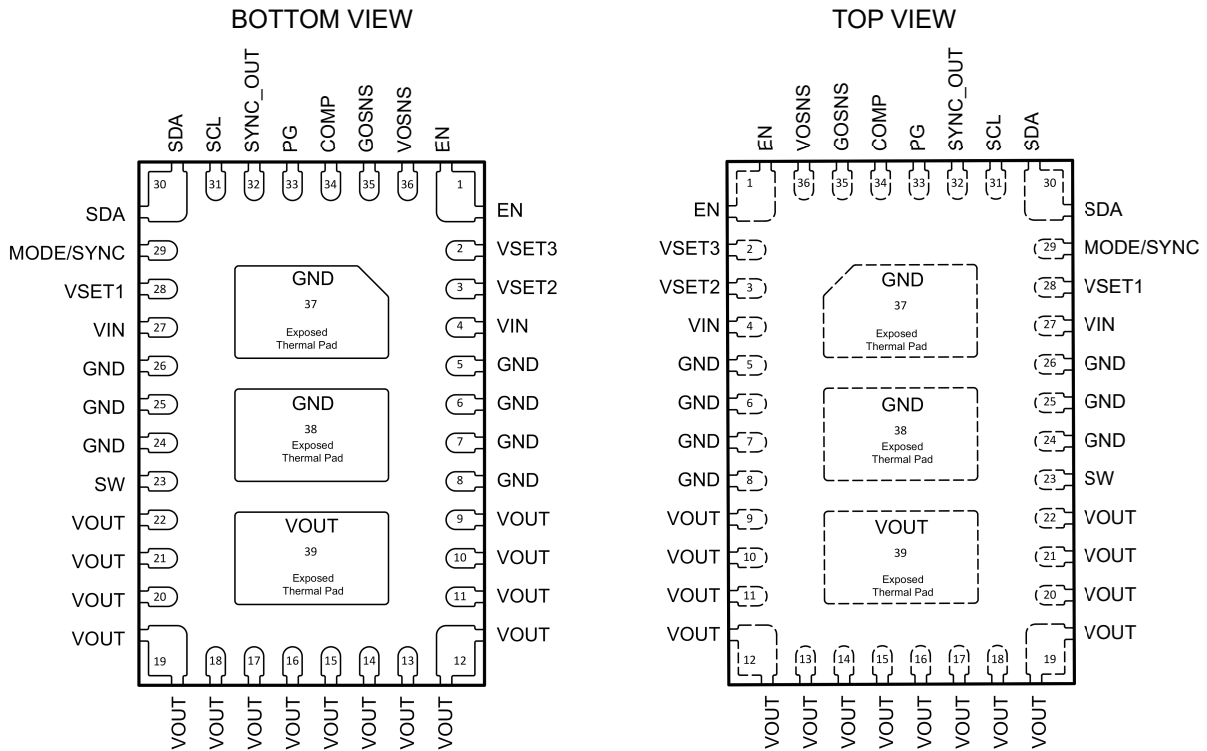 BOTTOM VIEW
SDA
SCL
SYNC_OUT
PG
COMP
GOSNS
VOSNS
EN
30
31
32
33
34
35
36
1
SDA
EN
MODE/SYNC
29
2
VSET3
VSET1
28
3
VSET2
VIN
27
4
VIN
GND
26
5
GND
GND
25
6
GND
GND
24
7
GND
SW
23
8
GND
VOUT
22
9
VOUT
VOUT
21
10
VOUT
VOUT
20
11
VOUT
VOUT
VOUT
GND
37
Exposed
Thermal Pad
GND
38
Exposed
Thermal Pad
VOUT
39
Exposed
Thermal Pad
19
18
17
16
15
14
13
12
VOUT
VOUT
VOUT
VOUT
VOUT
VOUT
VOUT
VOUT
TOP VIEW
EN
VOSNS
GOSNS
COMP
PG
SYNC_OUT
SCL
SDA
1
36
35
34
33
32
31
30
EN
SDA
VSET3
2
29
MODE/SYNC
VSET2
3
28
VSET1
VIN
4
27
VIN
GND
5
26
GND
GND
6
25
GND
GND
7
24
GND
GND
8
23
SW
VOUT
9
22
VOUT
VOUT
10
21
VOUT
VOUT
11
20
VOUT
VOUT
VOUT
GND
37
Exposed
Thermal Pad
GND
38
Exposed
Thermal Pad
VOUT
39
Exposed
Thermal Pad
12
13
14
15
16
17
18
19
VOUT
VOUT
VOUT
VOUT
VOUT
VOUT
VOUT
VOUT